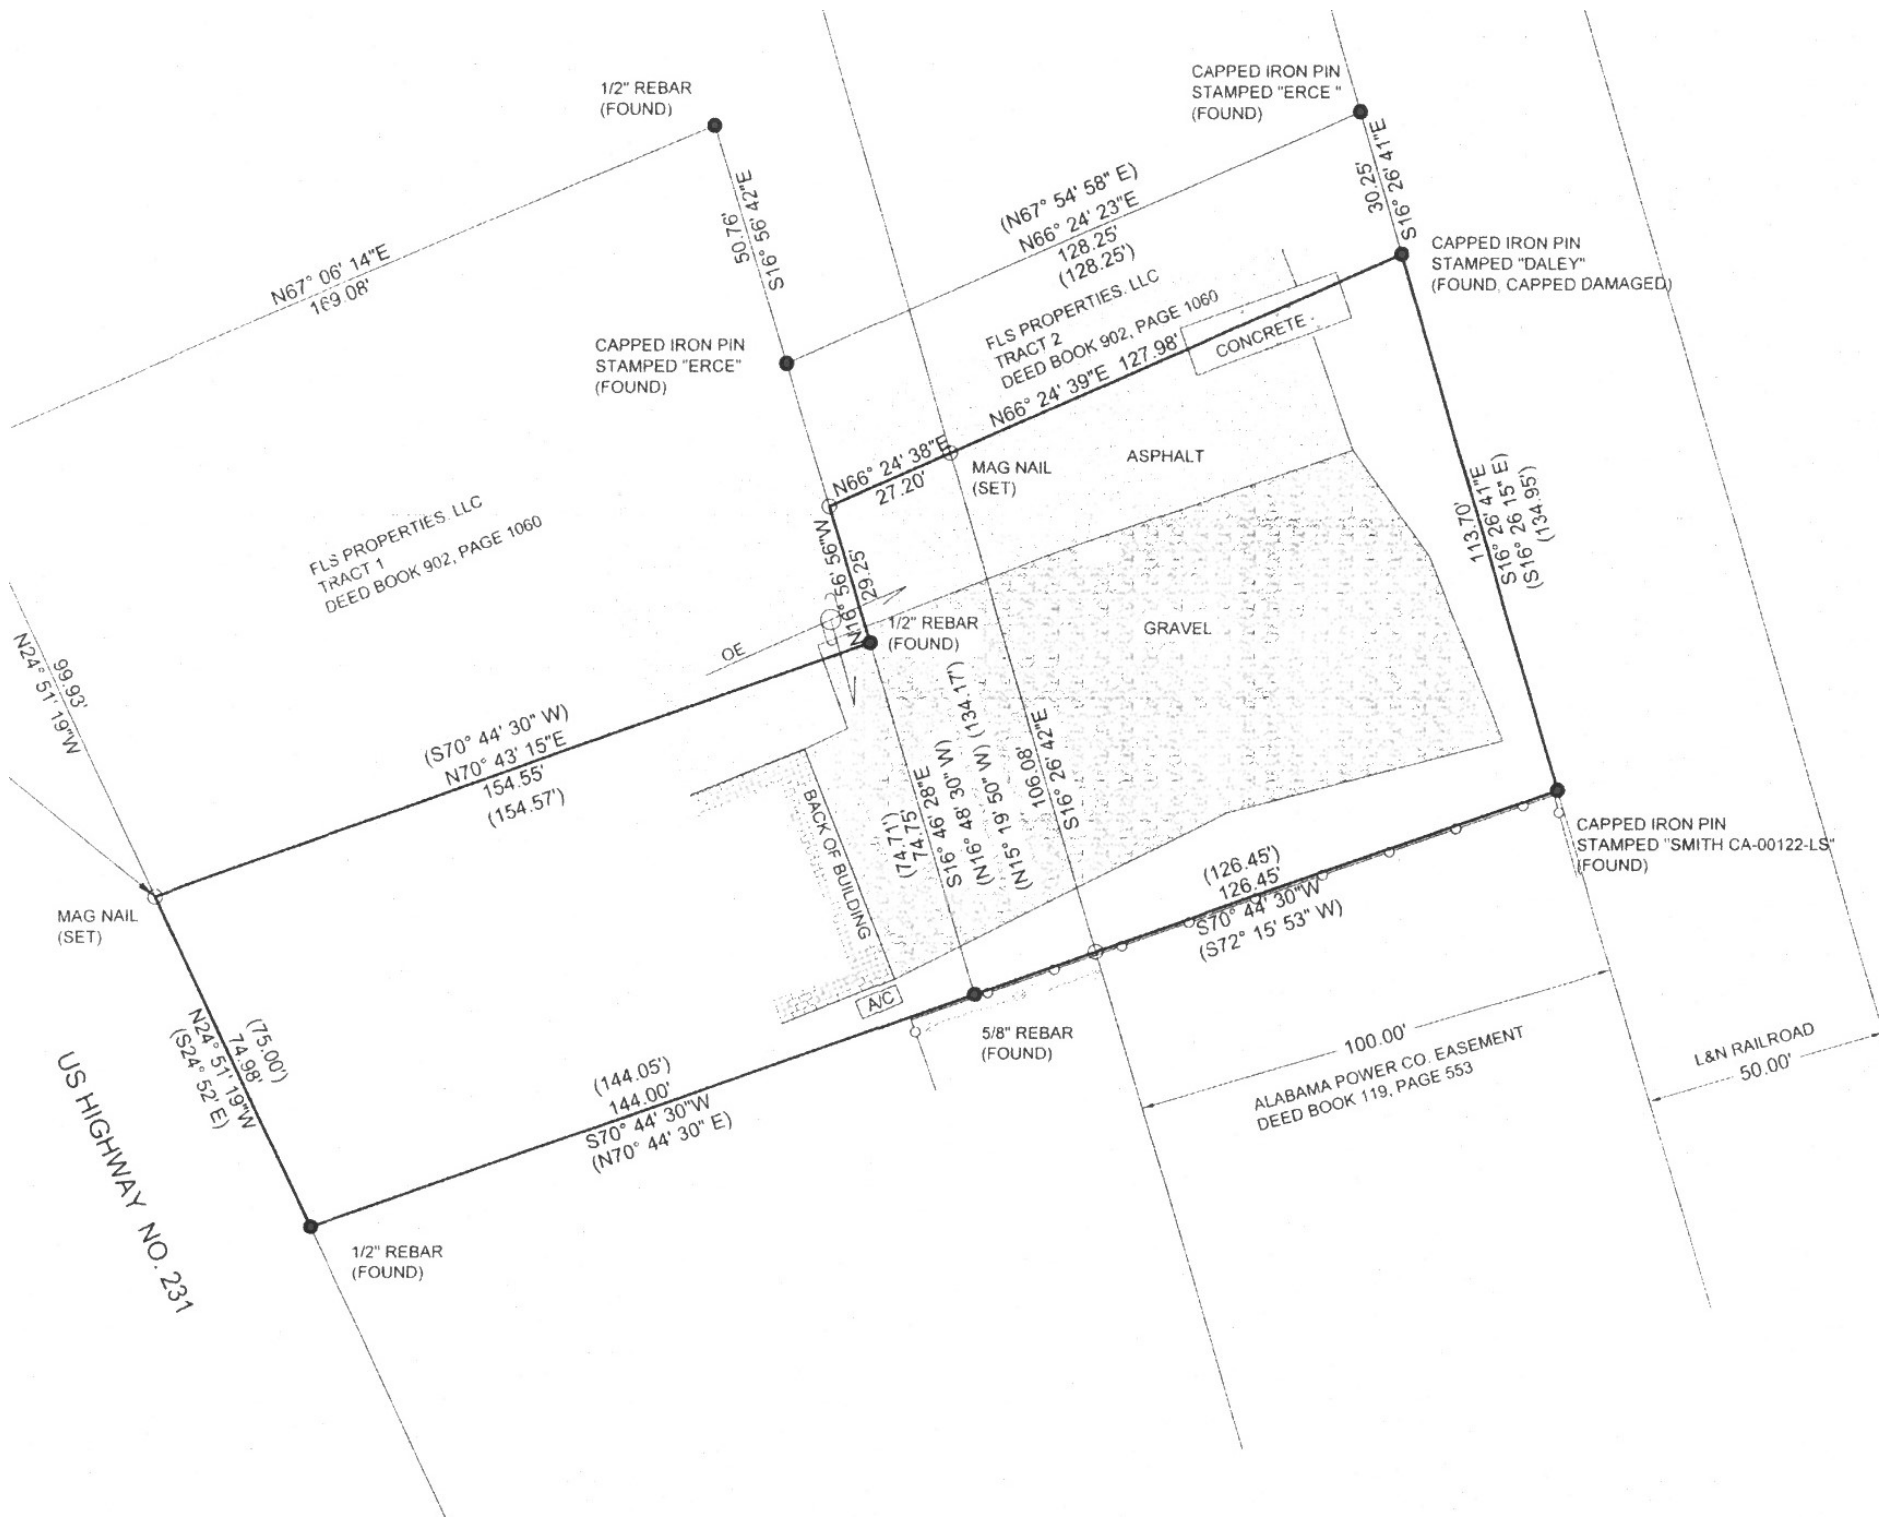 1/2" REBAR
(FOUND)
CAPPED IRON PIN
STAMPED "ERCE "
(FOUND)
30.25'
S16° 26' 41"E
50.76'
S16° 56' 42"E
(N67° 54' 58" E)
N66° 24' 23"E
128.25'
(128.25')
N67° 06' 14"E
169.08'
CAPPED IRON PIN
STAMPED "DALEY"
(FOUND, CAPPED DAMAGED)
FLS PROPERTIES. LLC
TRACT 2
DEED BOOK 902, PAGE 1060
CONCRETE
CAPPED IRON PIN
STAMPED "ERCE"
(FOUND)
N66° 24' 39"E 127.98'
N66° 24' 38"E
27.20'
MAG NAIL
(SET)
ASPHALT
FLS PROPERTIES. LLC
TRACT 1
DEED BOOK 902, PAGE 1060
N16° 56' 56"W
29.25'
113.70'
S16° 26' 41"E
(S16° 26 15" E)
(134.95')
1/2" REBAR
(FOUND)
GRAVEL
OE
99.93'
N24° 51' 19"W
(S70° 44' 30" W)
N70° 43' 15"E
154.55'
(154.57')
BACK OF BUILDING
(74.71')
74.75'
S16° 46' 28"E
(N16° 48' 30" W)
(N15° 19' 50" W) (134.17')
106.08'
S16° 26' 42"E
CAPPED IRON PIN
STAMPED "SMITH CA-00122-LS"
(FOUND)
(126.45')
126.45'
S70° 44' 30"W
(S72° 15' 53" W)
MAG NAIL
(SET)
A/C
5/8" REBAR
(FOUND)
(75.00')
74.98'
N24° 51' 19"W
(S24° 52' E)
100.00'
ALABAMA POWER CO. EASEMENT
DEED BOOK 119, PAGE 553
L&N RAILROAD
50.00'
(144.05')
144.00'
S70° 44' 30"W
(N70° 44' 30" E)
US HIGHWAY NO. 231
1/2" REBAR
(FOUND)